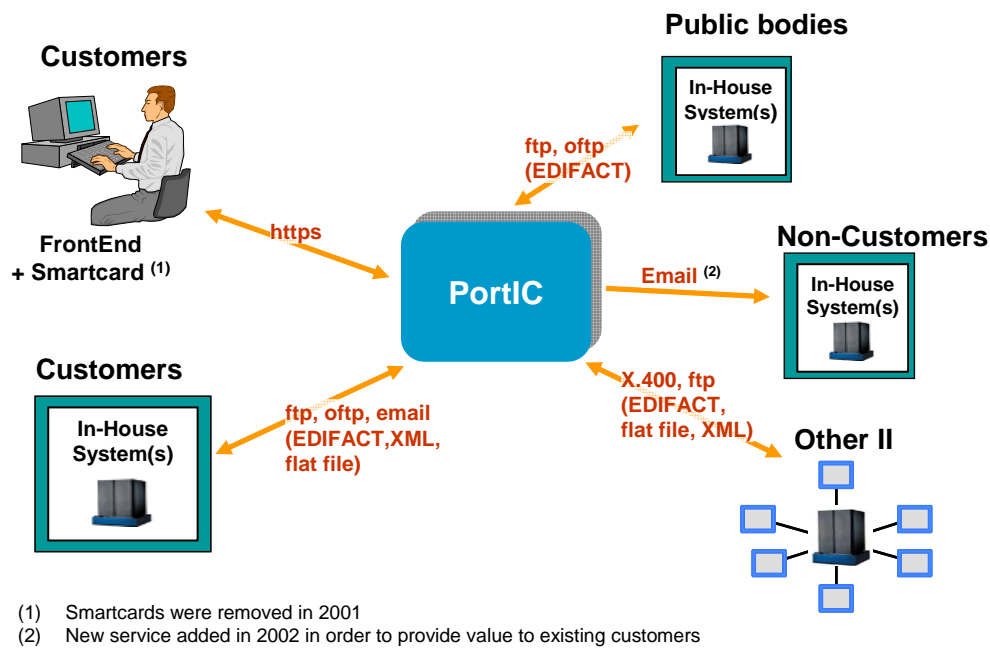 Public bodies
In-House
System(s)
ftp, oftp
(EDIFACT)
Customers
FrontEnd
+ Smartcard (1)
https
PortIC
Non-Customers
Email (2)
In-House
System(s)
Customers
In-House
System(s)
ftp, oftp, email
(EDIFACT,XML,
flat file)
X.400, ftp
(EDIFACT,
flat file, XML)
Other II
(1) Smartcards were removed in 2001
(2) New service added in 2002 in order to provide value to existing customers